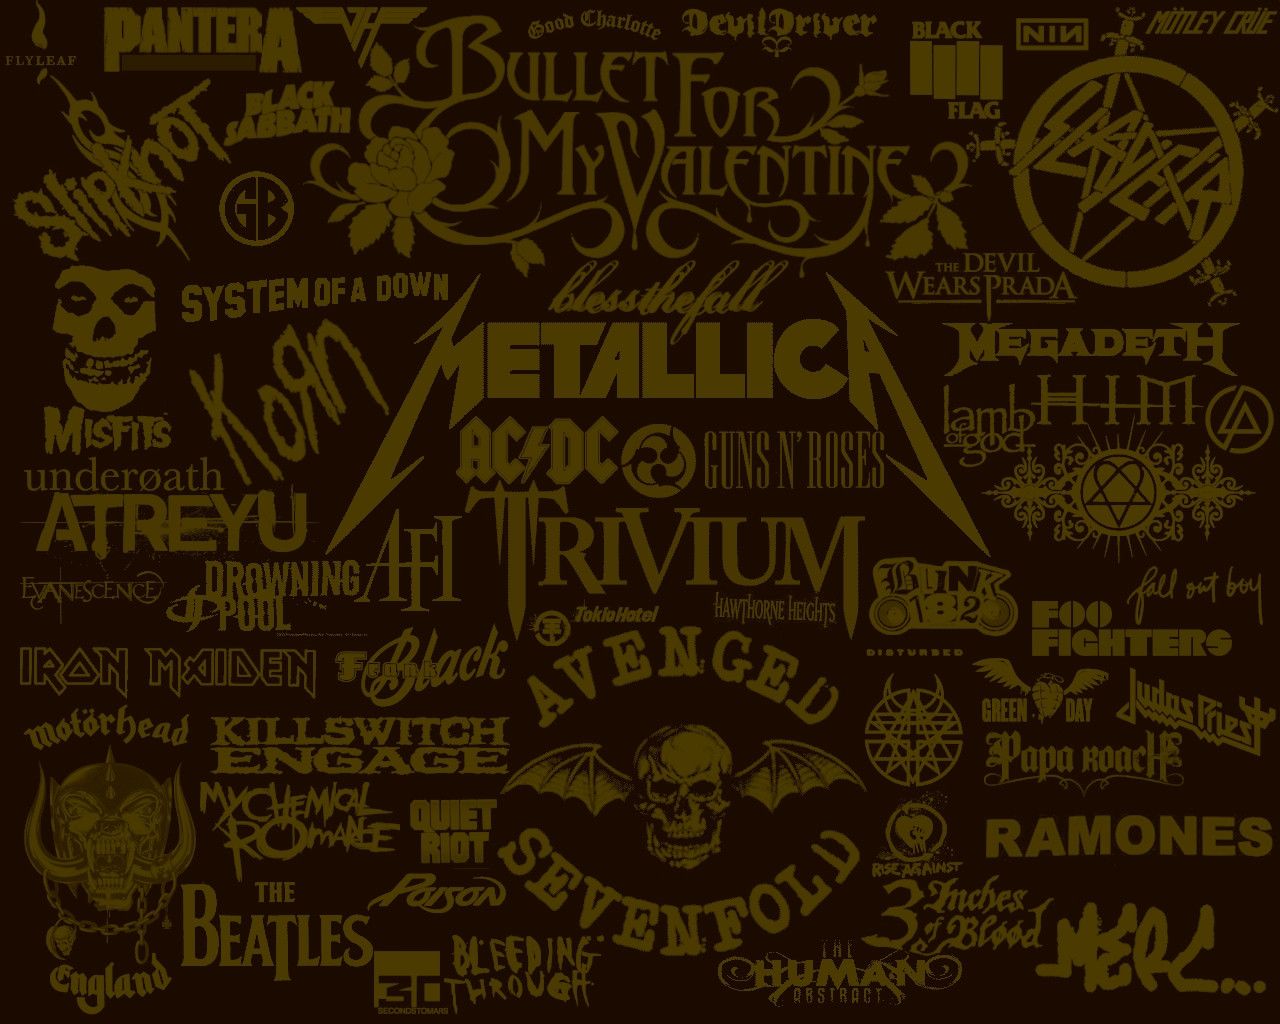 FLYLEAF
PANTERA
VH
Good Charlotte
DevilDriver
BLACK
FLAG
NIN
MÖTLEY CRÜE
SLIPKNOT
BLACK
SABBATH
BULLET FOR
MY VALENTINE
SLAYER
GB
THE DEVIL
WEARS PRADA
SYSTEM OF A DOWN
blessthefall
METALLICA
MEGADETH
KoЯn
MISFITS
lamb
of god
HIM
AC DC
GUNS N' ROSES
underøath
ATREYU
AFI
TRIVIUM
EVANESCENCE
DROWNING
POOL
Tokio Hotel
HAWTHORNE HEIGHTS
BLINK
182
fall out boy
FOO
FIGHTERS
DISTURBED
IRON MAIDEN
Frank Black
AVENGED
SEVENFOLD
GREEN DAY
Judas Priest
Papa Roach
motörhead
England
KILLSWITCH
ENGAGE
MY CHEMICAL
ROMANCE
QUIET
RIOT
RISE AGAINST
RAMONES
THE
BEATLES
POISON
3 Inches
of Blood
30
SECONDSTOMARS
BLEEDING
THROUGH
THE
HUMAN
ABSTRACT